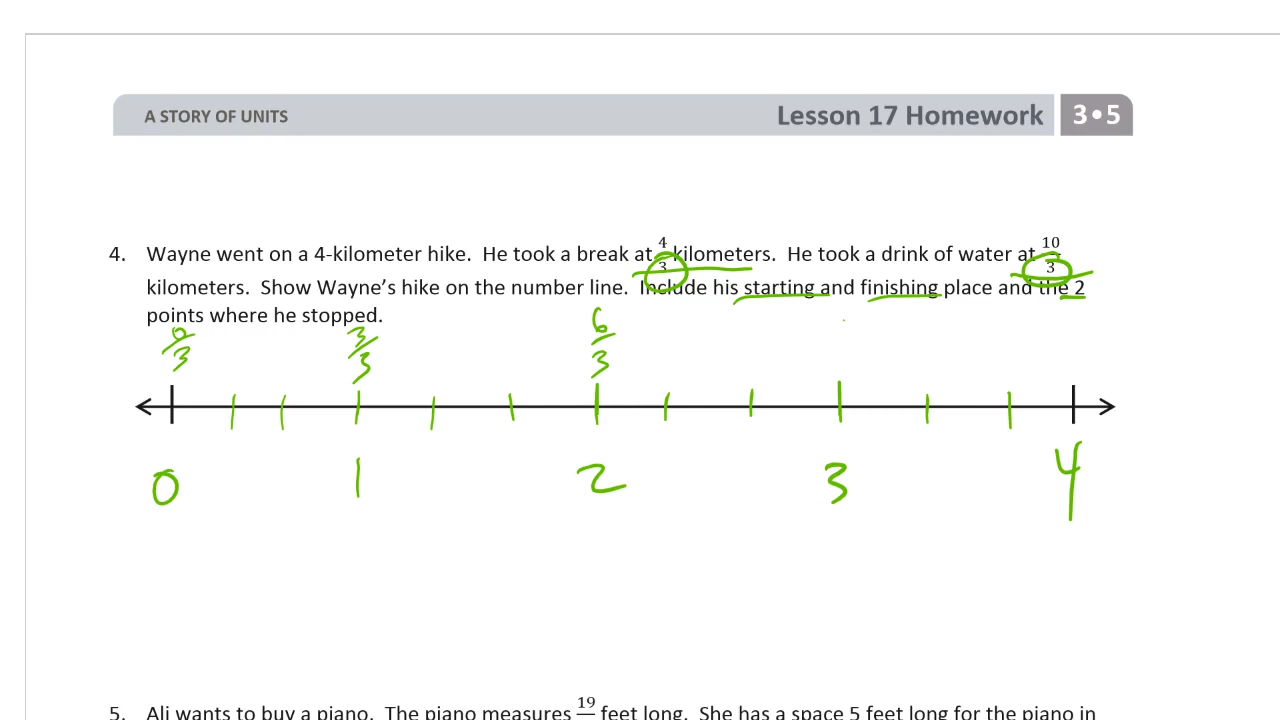 A STORY OF UNITS
Lesson 17 Homework 3•5
4. Wayne went on a 4-kilometer hike. He took a break at 4/3 kilometers. He took a drink of water at 10/3
kilometers. Show Wayne’s hike on the number line. Include his starting and finishing place and the 2
points where he stopped.
0/3 3/3 6/3
0 1 2 3 4
5. Ali wants to buy a piano. The piano measures 19 feet long. She has a space 5 feet long for the piano in